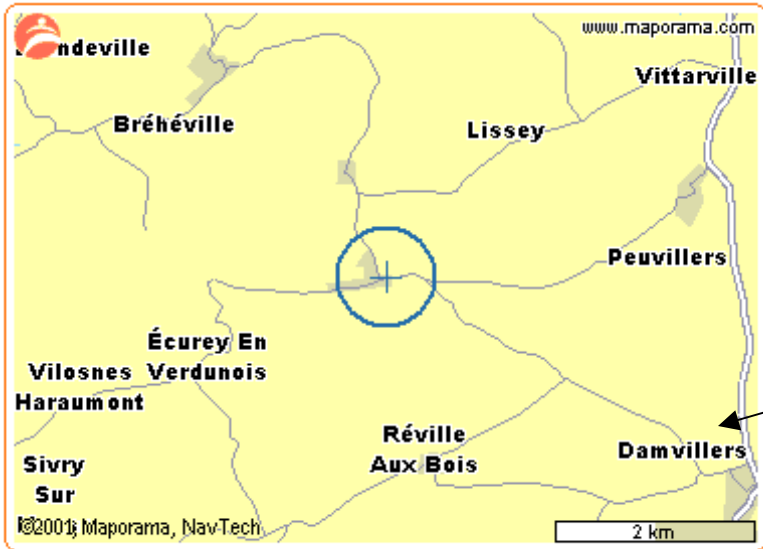 www.maporama.com
ndeville
Vittarville
Bréhéville
Lissey
Peuvillers
Écurey En
Verdunois
Vilosnes
Haraumont
Réville
Aux Bois
Damvillers
Sivry
Sur
©2001, Maporama, NavTech
2 km